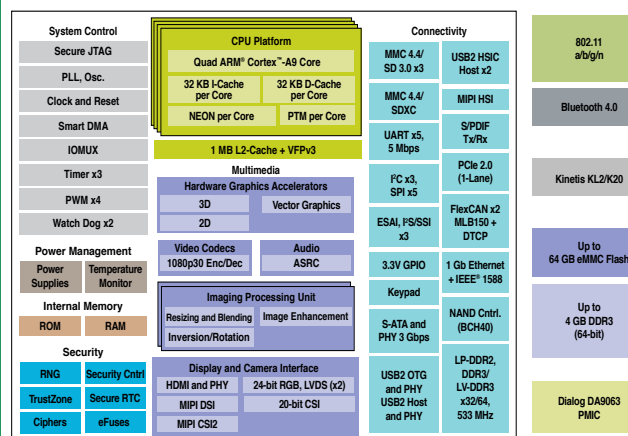 System Control
Secure JTAG
PLL, Osc.
Clock and Reset
Smart DMA
IOMUX
Timer x3
PWM x4
Watch Dog x2
Power Management
Power
Supplies
Temperature
Monitor
Internal Memory
ROM
RAM
Security
RNG
Security Cntrl
TrustZone
Secure RTC
Ciphers
eFuses
CPU Platform
Quad ARM® Cortex™-A9 Core
32 KB I-Cache
per Core
32 KB D-Cache
per Core
NEON per Core
PTM per Core
1 MB L2-Cache + VFPv3
Multimedia
Hardware Graphics Accelerators
3D
Vector Graphics
2D
Video Codecs
1080p30 Enc/Dec
Audio
ASRC
Imaging Processing Unit
Resizing and Blending
Image Enhancement
Inversion/Rotation
Display and Camera Interface
HDMI and PHY
24-bit RGB, LVDS (x2)
MIPI DSI
20-bit CSI
MIPI CSI2
Connectivity
MMC 4.4/
SD 3.0 x3
MMC 4.4/
SDXC
UART x5,
5 Mbps
I²C x3,
SPI x5
ESAI, I²S/SSI
x3
3.3V GPIO
Keypad
S-ATA and
PHY 3 Gbps
USB2 OTG
and PHY
USB2 Host
and PHY
USB2 HSIC
Host x2
MIPI HSI
S/PDIF
Tx/Rx
PCIe 2.0
(1-Lane)
FlexCAN x2
MLB150 +
DTCP
1 Gb Ethernet
+ IEEE® 1588
NAND Cntrl.
(BCH40)
LP-DDR2,
DDR3/
LV-DDR3
x32/64,
533 MHz
802.11
a/b/g/n
Bluetooth 4.0
Kinetis KL2/K20
Up to
64 GB eMMC Flash
Up to
4 GB DDR3
(64-bit)
Dialog DA9063
PMIC